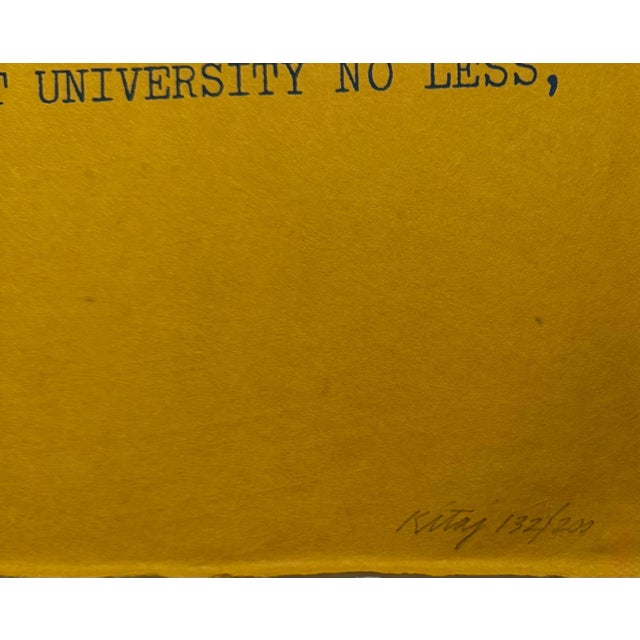 T UNIVERSITY NO LESS,
Kitaj 132/200